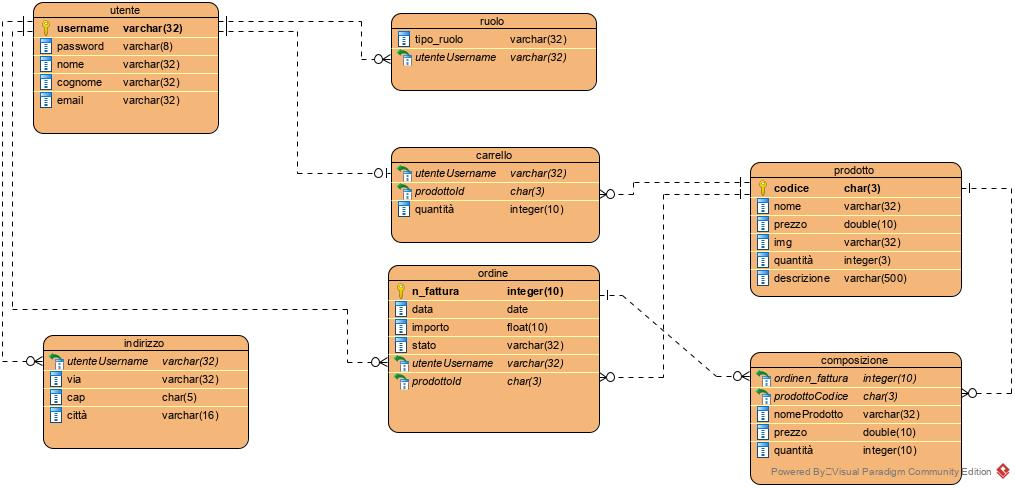 utente
username varchar(32)
password varchar(8)
nome varchar(32)
cognome varchar(32)
email varchar(32)
ruolo
tipo_ruolo varchar(32)
utenteUsername varchar(32)
carrello
utenteUsername varchar(32)
prodottoId char(3)
quantità integer(10)
prodotto
codice char(3)
nome varchar(32)
prezzo double(10)
img varchar(32)
quantità integer(3)
descrizione varchar(500)
ordine
n_fattura integer(10)
data date
importo float(10)
stato varchar(32)
utenteUsername varchar(32)
prodottoId char(3)
indirizzo
utenteUsername varchar(32)
via varchar(32)
cap char(5)
città varchar(16)
composizione
ordinen_fattura integer(10)
prodottoCodice char(3)
nomeProdotto varchar(32)
prezzo double(10)
quantità integer(10)
Powered By Visual Paradigm Community Edition